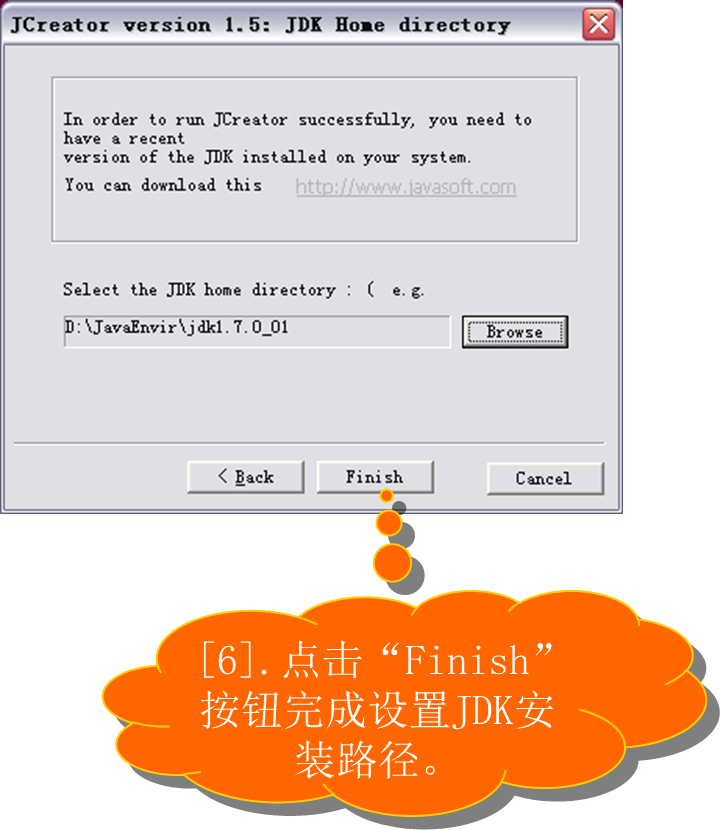 JCreator version 1.5: JDK Home directory
In order to run JCreator successfully, you need to
have a recent
version of the JDK installed on your system.
You can download this http://www.javasoft.com
Select the JDK home directory : ( e.g.
D:\JavaEnvir\jdk1.7.0_01
Browse
< Back
Finish
Cancel
[6].点击“Finish”
按钮完成设置JDK安
装路径。